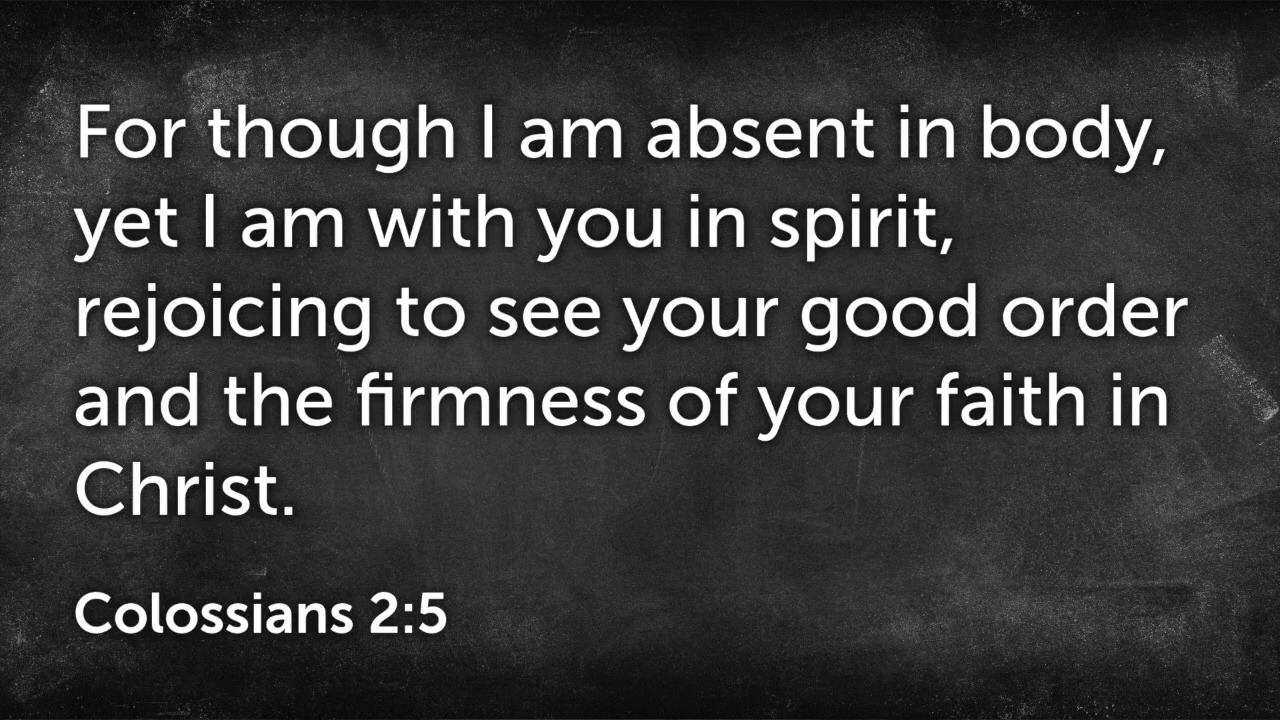 For though I am absent in body,
yet I am with you in spirit,
rejoicing to see your good order
and the firmness of your faith in
Christ.
Colossians 2:5